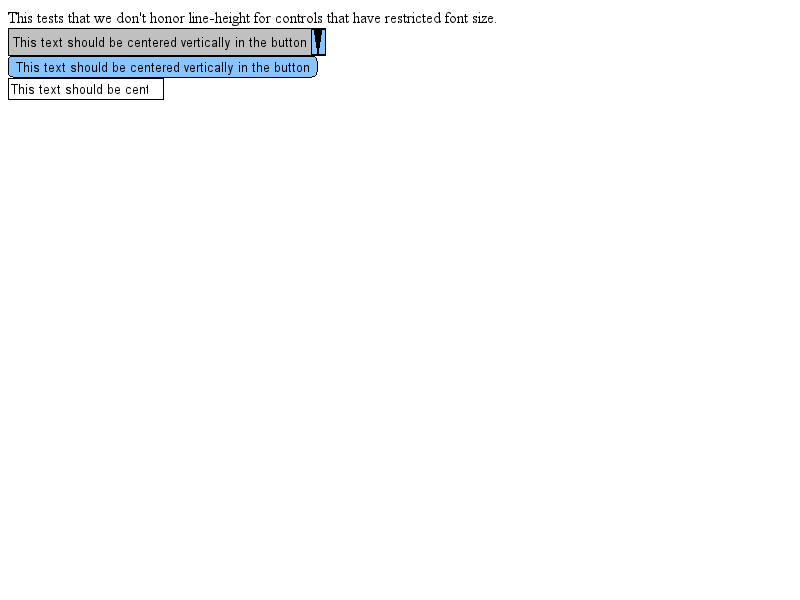 This tests that we don't honor line-height for controls that have restricted font size.
This text should be centered vertically in the button
This text should be centered vertically in the button
This text should be cent